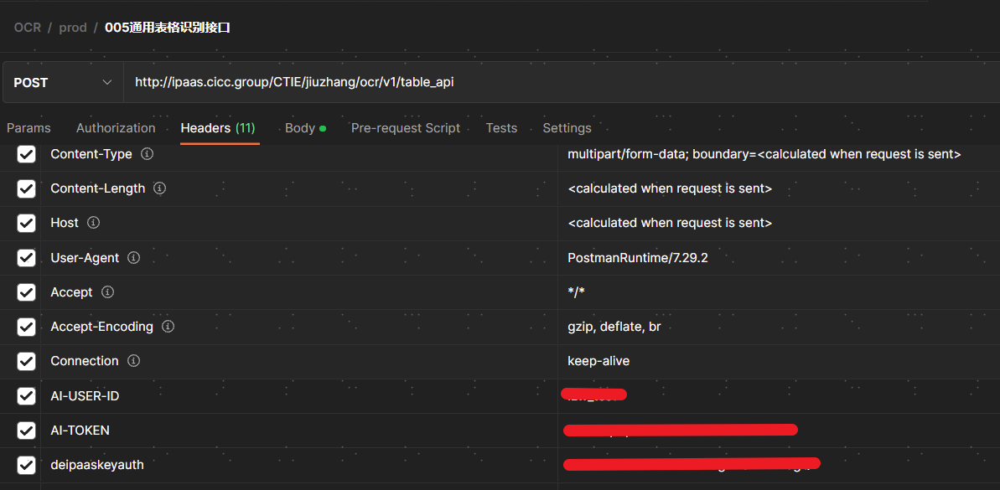 OCR / prod / 005通用表格识别接口
POST http://ipaas.cicc.group/CTIE/jiuzhang/ocr/v1/table_api
Params Authorization Headers (11) Body Pre-request Script Tests Settings
Content-Type multipart/form-data; boundary=<calculated when request is sent>
Content-Length <calculated when request is sent>
Host <calculated when request is sent>
User-Agent PostmanRuntime/7.29.2
Accept */*
Accept-Encoding gzip, deflate, br
Connection keep-alive
AI-USER-ID
AI-TOKEN
deipaaskeyauth